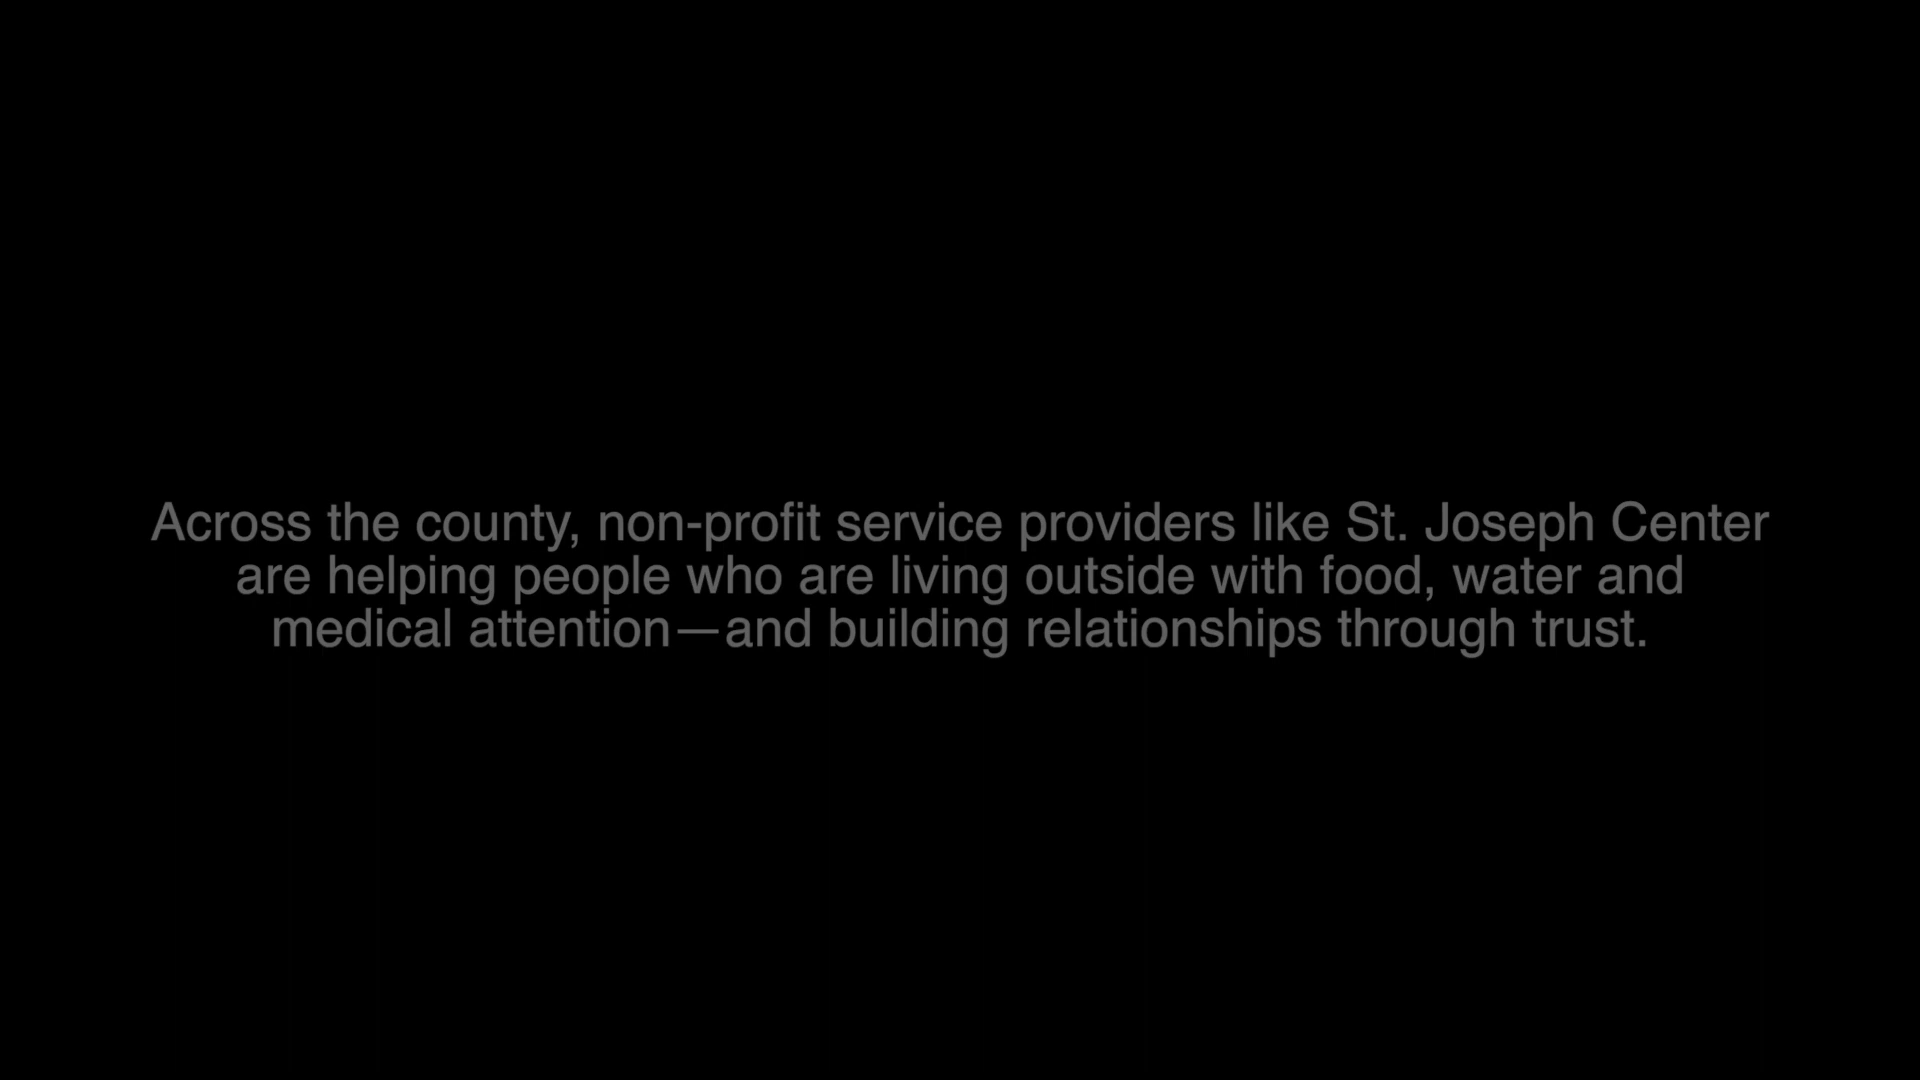 Across the county, non-profit service providers like St. Joseph Center
are helping people who are living outside with food, water and
medical attention—and building relationships through trust.